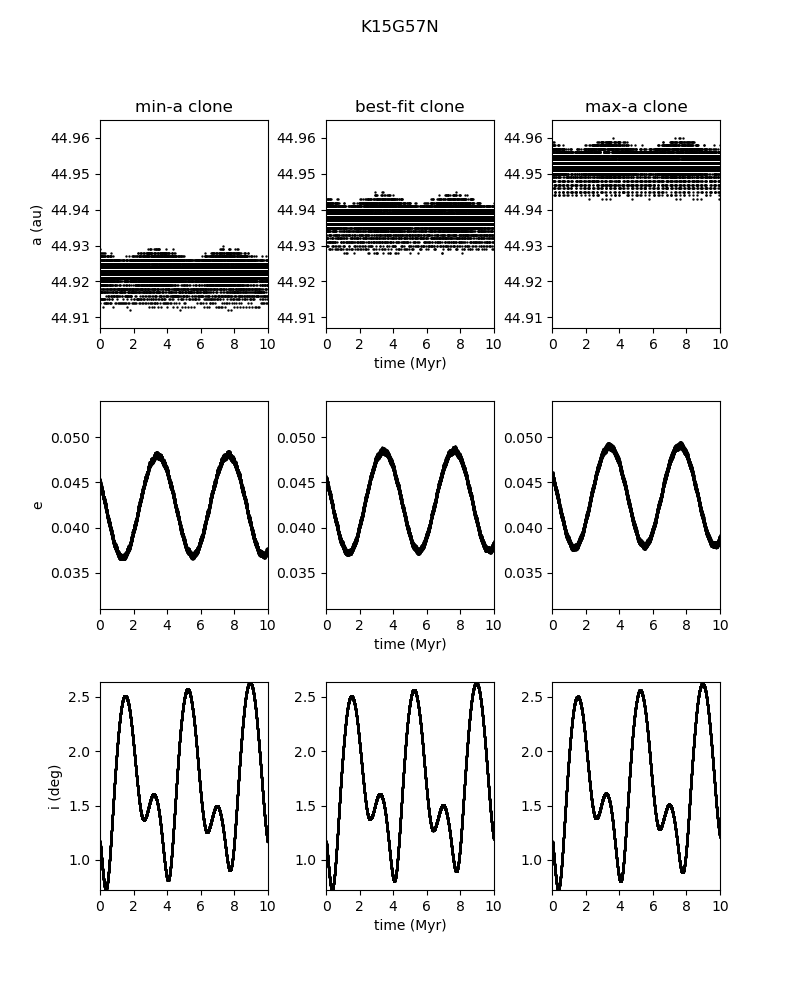 K15G57N
min-a clone best-fit clone max-a clone
44.96 44.96 44.96
44.95 44.95 44.95
44.94 44.94 44.94
a (au)
44.93 44.93 44.93
44.92 44.92 44.92
44.91 44.91 44.91
0 2 4 6 8 10 0 2 4 6 8 10 0 2 4 6 8 10
time (Myr)
0.050 0.050 0.050
0.045 0.045 0.045
e
0.040 0.040 0.040
0.035 0.035 0.035
0 2 4 6 8 10 0 2 4 6 8 10 0 2 4 6 8 10
time (Myr)
2.5 2.5 2.5
2.0 2.0 2.0
i (deg)
1.5 1.5 1.5
1.0 1.0 1.0
0 2 4 6 8 10 0 2 4 6 8 10 0 2 4 6 8 10
time (Myr)